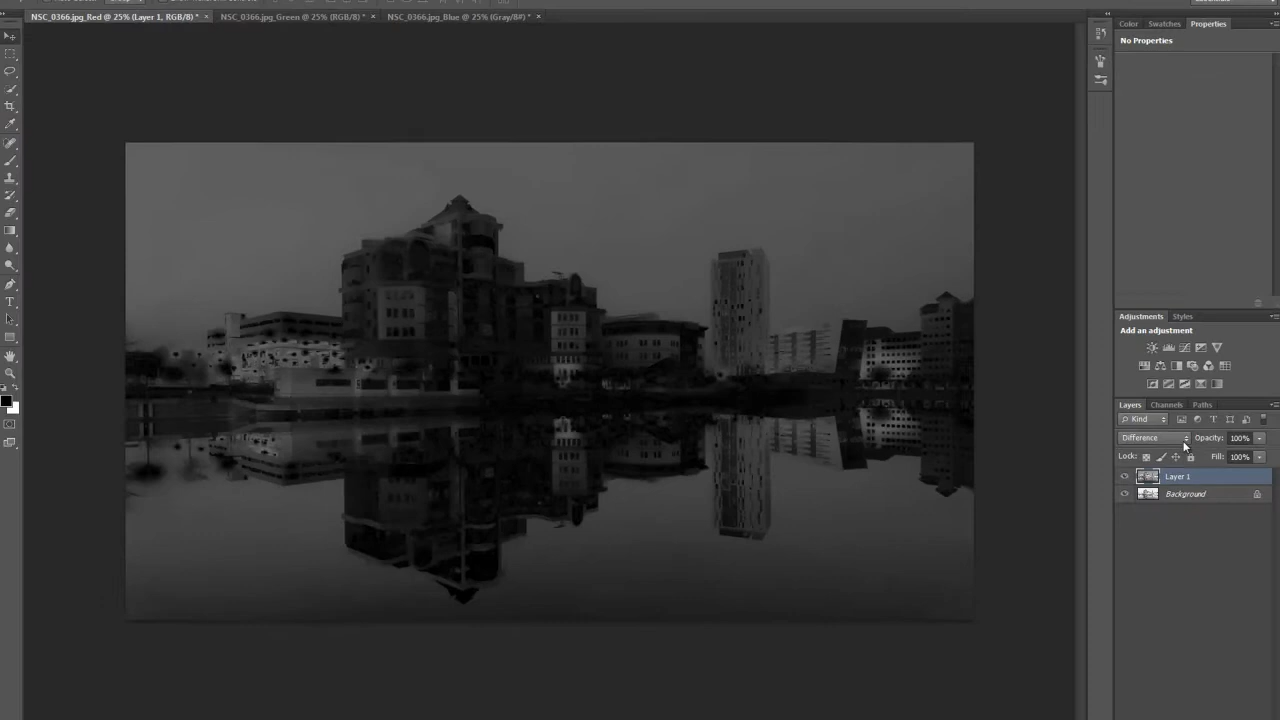 NSC_0366.jpg_Red @ 25% (Layer 1, RGB/8) * × NSC_0366.jpg_Green @ 25% (RGB/8) * × NSC_0366.jpg_Blue @ 25% (Gray/8#) * ×
Color Swatches Properties
No Properties
Adjustments Styles
Add an adjustment
Layers Channels Paths
Kind
Difference Opacity: 100%
Lock: Fill: 100%
Layer 1
Background